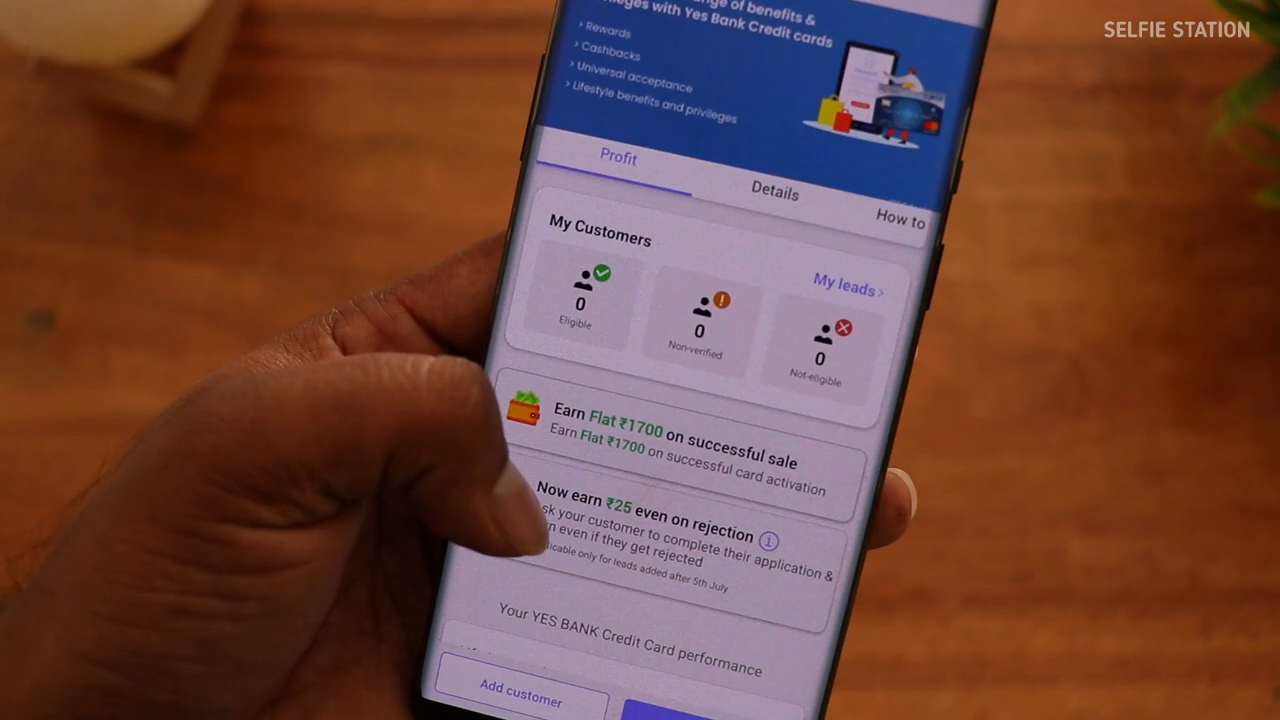 SELFIE STATION
of benefits &
with Yes Bank Credit cards
> Rewards
> Cashbacks
> Universal acceptance
> Lifestyle benefits and privileges
Profit
Details
How to
My Customers
My leads >
0
Eligible
0
Non-verified
0
Not-eligible
Earn Flat ₹1700 on successful sale
Earn Flat ₹1700 on successful card activation
Now earn ₹25 even on rejection
your customer to complete their application &
even if they get rejected
only for leads added after 5th July
Your YES BANK Credit Card performance
Add customer